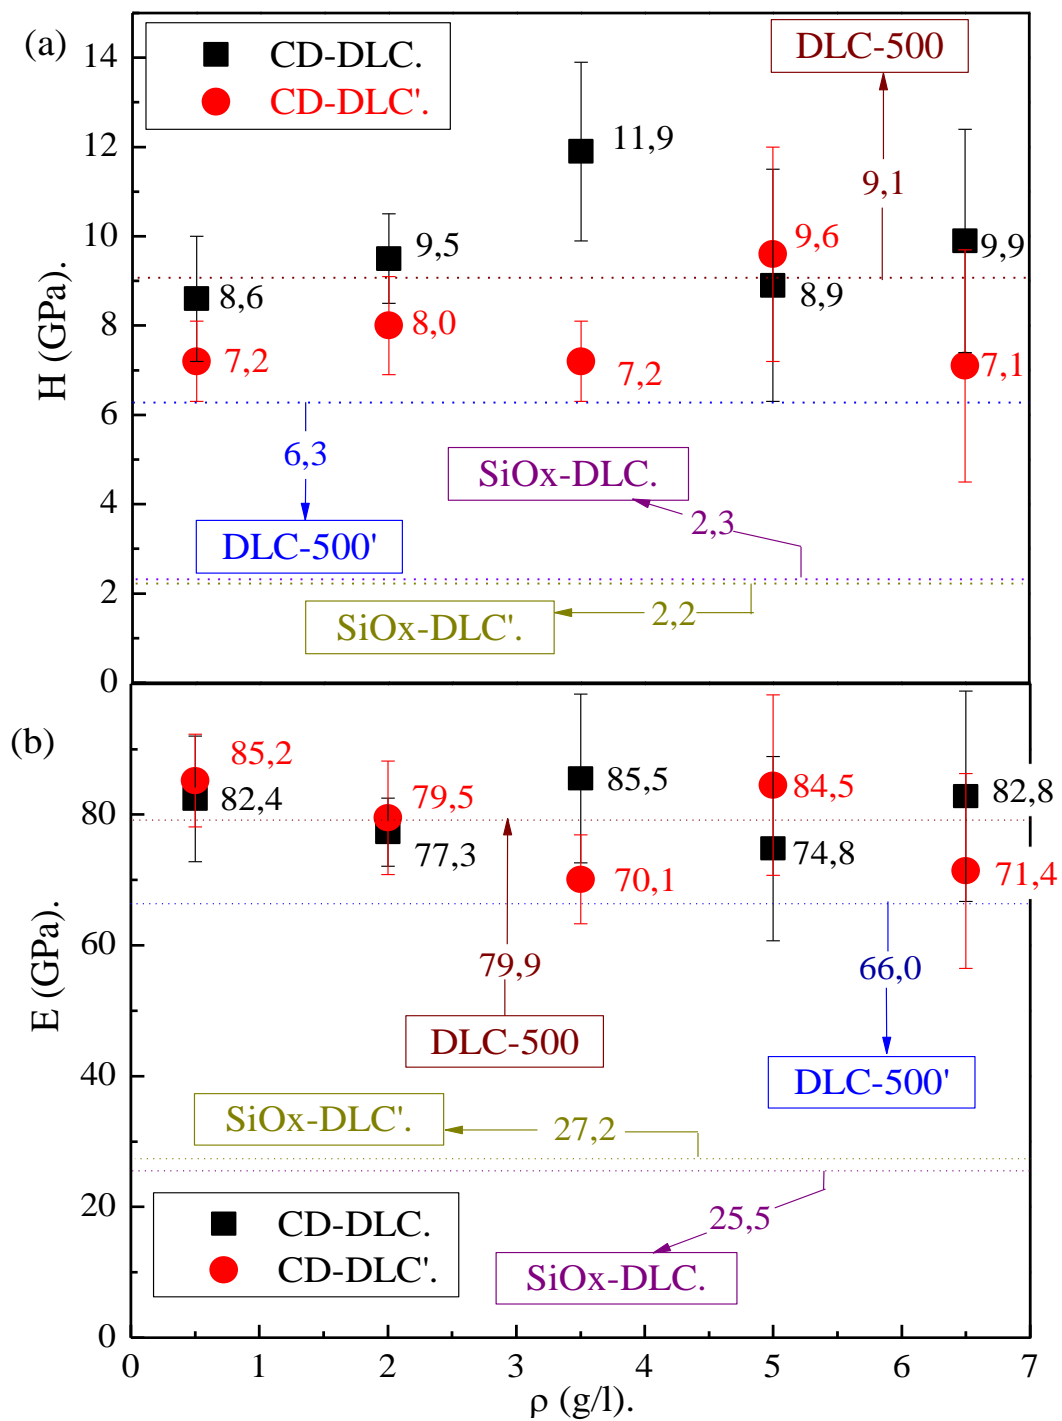 (a)
CD-DLC.
CD-DLC'.
DLC-500
14
12
10
8
6
4
2
0
H (GPa).
11,9
9,1
9,5
9,6
9,9
8,6
8,9
8,0
7,2
7,2
7,1
6,3
SiOx-DLC.
2,3
DLC-500'
2,2
SiOx-DLC'.
(b)
85,2
82,4
79,5
77,3
85,5
70,1
84,5
74,8
82,8
71,4
80
60
40
20
0
E (GPa).
79,9
66,0
DLC-500
DLC-500'
SiOx-DLC'.
27,2
25,5
SiOx-DLC.
CD-DLC.
CD-DLC'.
0 1 2 3 4 5 6 7
ρ (g/l).